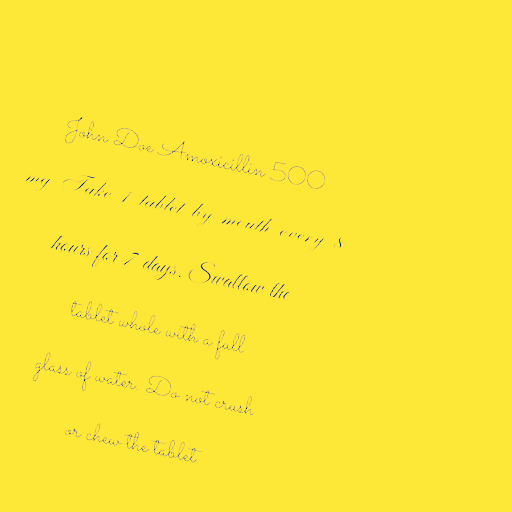 John Doe Amoxicillin 500
mg Take 1 tablet by mouth every 8
hours for 7 days. Swallow the
tablet whole with a full
glass of water. Do not crush
or chew the tablet